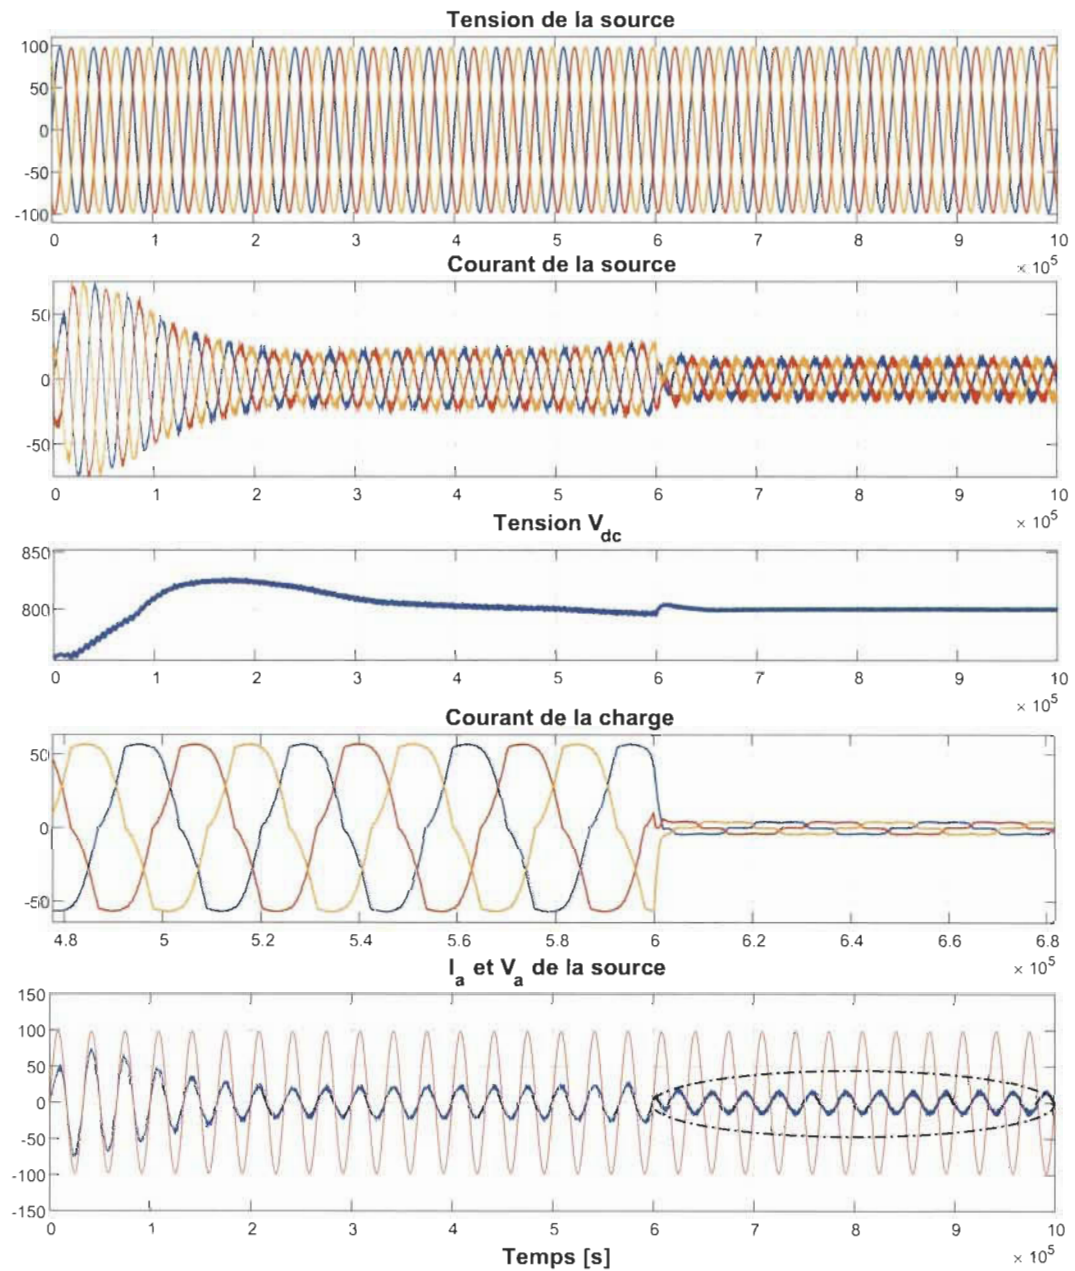 Tension de la source
100
50
0
-50
-100
0 1 2 3 4 5 6 7 8 9 10
× 10^5
Courant de la source
50
0
-50
0 1 2 3 4 5 6 7 8 9 10
× 10^5
Tension V_dc
850
800
0 1 2 3 4 5 6 7 8 9 10
× 10^5
Courant de la charge
50
0
-50
4.8 5 5.2 5.4 5.6 5.8 6 6.2 6.4 6.6 6.8
× 10^5
I_a et V_a de la source
150
100
50
0
-50
-100
-150
0 1 2 3 4 5 6 7 8 9 10
× 10^5
Temps [s]